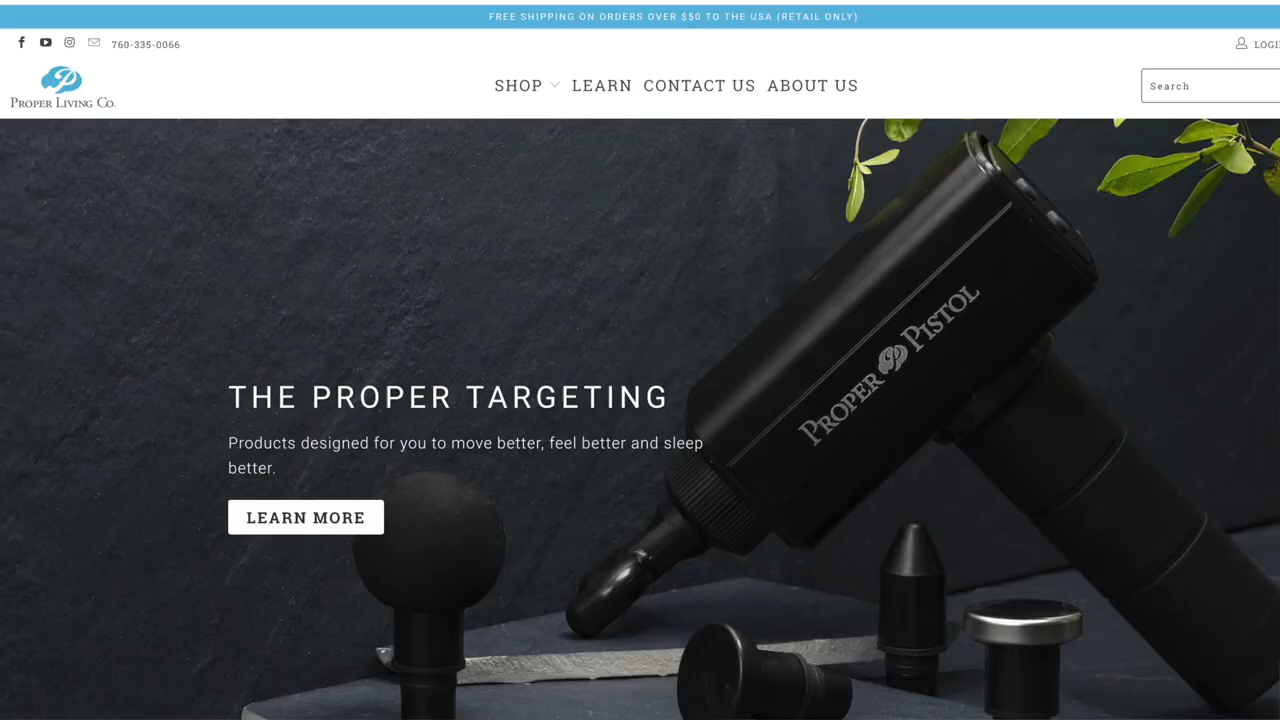 FREE SHIPPING ON ORDERS OVER $50 TO THE USA (RETAIL ONLY)
760-335-0066
LOGI
PROPER LIVING CO.
SHOP LEARN CONTACT US ABOUT US
Search
PROPER PISTOL
THE PROPER TARGETING
Products designed for you to move better, feel better and sleep
better.
LEARN MORE